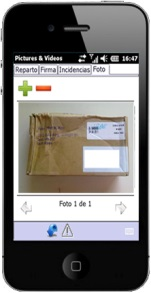 Pictures & Videos 16:47
Reparto Firma Incidencias Foto
Foto 1 de 1